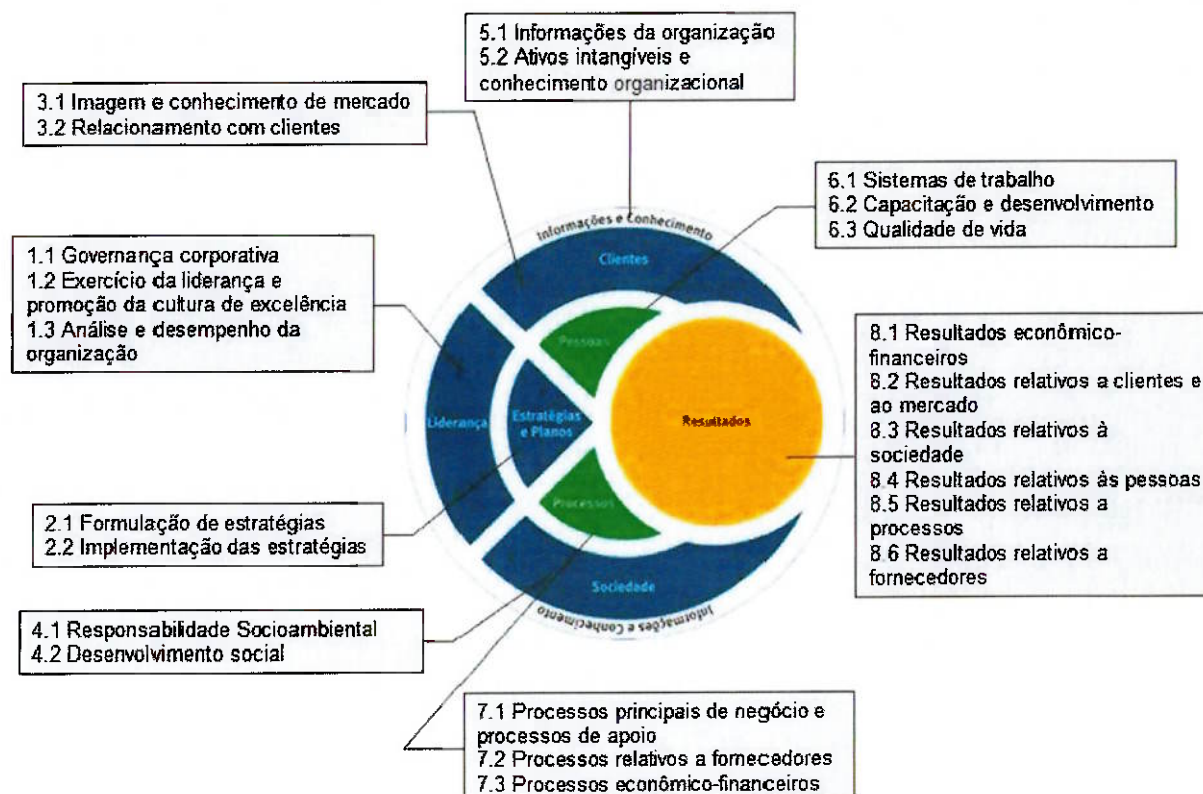 5.1 Informações da organização
5.2 Ativos intangíveis e
conhecimento organizacional
3.1 Imagem e conhecimento de mercado
3.2 Relacionamento com clientes
6.1 Sistemas de trabalho
6.2 Capacitação e desenvolvimento
6.3 Qualidade de vida
1.1 Governança corporativa
1.2 Exercício da liderança e
promoção da cultura de excelência
1.3 Análise e desempenho da
organização
Informações e Conhecimento
Clientes
Pessoas
Liderança
Estratégias
e Planos
Resultados
Processos
Sociedade
Informações e Conhecimento
8.1 Resultados econômico-
financeiros
8.2 Resultados relativos a clientes e
ao mercado
8.3 Resultados relativos à
sociedade
8.4 Resultados relativos às pessoas
8.5 Resultados relativos a
processos
8.6 Resultados relativos a
fornecedores
2.1 Formulação de estratégias
2.2 Implementação das estratégias
4.1 Responsabilidade Socioambiental
4.2 Desenvolvimento social
7.1 Processos principais de negócio e
processos de apoio
7.2 Processos relativos a fornecedores
7.3 Processos econômico-financeiros